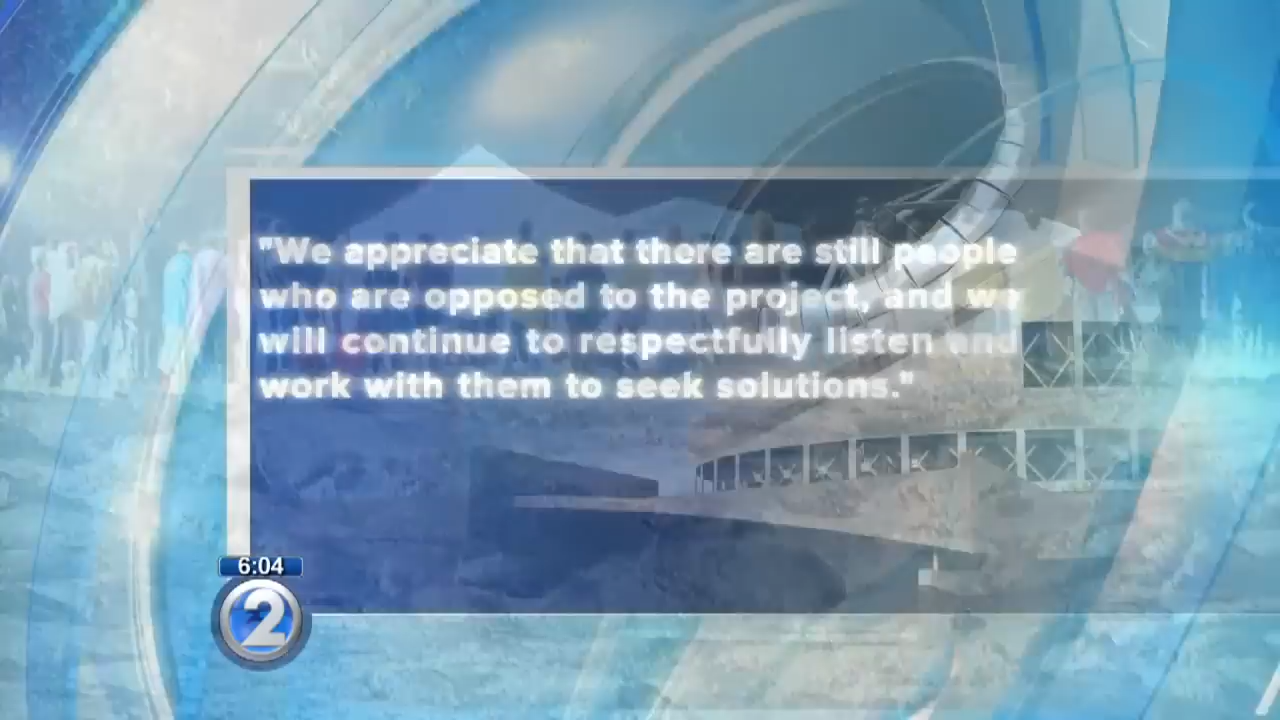 "We appreciate that there are still people
who are opposed to the project, and we
will continue to respectfully listen and
work with them to seek solutions."
6:04
2